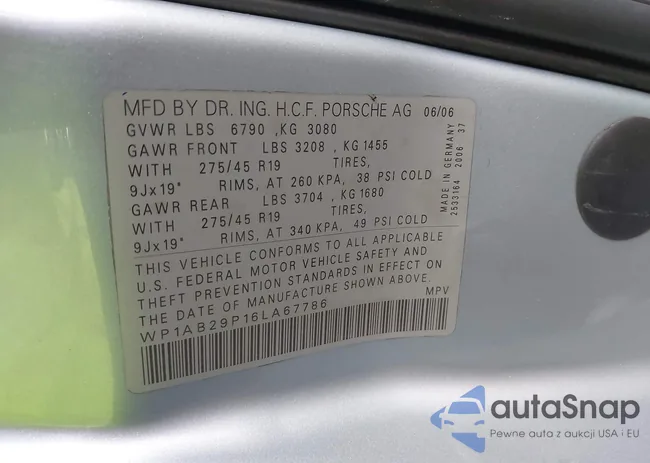 MFD BY DR. ING. H.C.F. PORSCHE AG 06/06
GVWR LBS 6790 ,KG 3080
GAWR FRONT LBS 3208 ,KG 1455
WITH 275/45 R19 TIRES,
9Jx19" RIMS, AT 260 KPA, 38 PSI COLD
GAWR REAR LBS 3704 ,KG 1680
WITH 275/45 R19 TIRES,
9Jx19" RIMS, AT 340 KPA, 49 PSI COLD
THIS VEHICLE CONFORMS TO ALL APPLICABLE
U.S. FEDERAL MOTOR VEHICLE SAFETY AND
THEFT PREVENTION STANDARDS IN EFFECT ON
THE DATE OF MANUFACTURE SHOWN ABOVE.
WP1AB29P16LA67786 MPV
MADE IN GERMANY
2533164 2006 37
autoSnap
Pewne auta z aukcji USA i EU